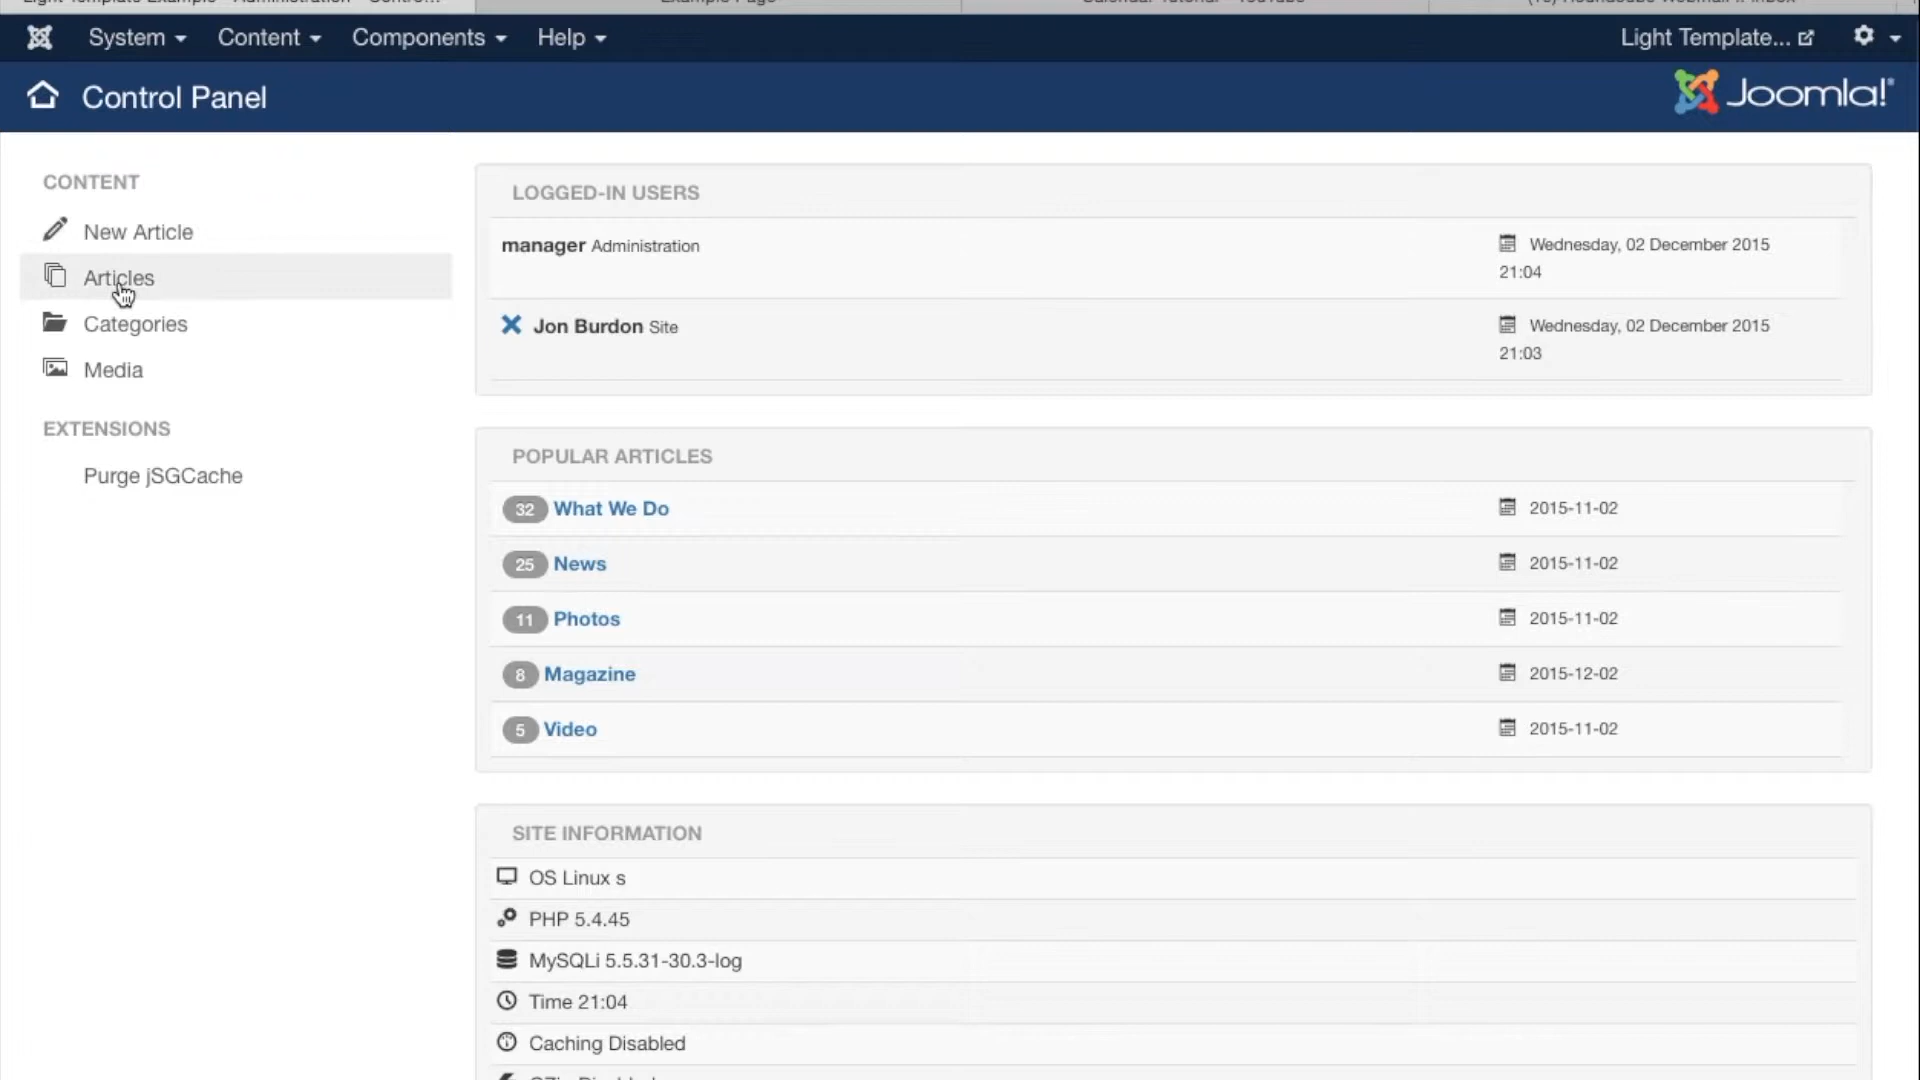 System
Content
Components
Help
Light Template...
Control Panel
Joomla!®
CONTENT
New Article
Articles
Categories
Media
EXTENSIONS
Purge jSGCache
LOGGED-IN USERS
manager Administration
Wednesday, 02 December 2015
21:04
Jon Burdon Site
Wednesday, 02 December 2015
21:03
POPULAR ARTICLES
32 What We Do 2015-11-02
25 News 2015-11-02
11 Photos 2015-11-02
8 Magazine 2015-12-02
5 Video 2015-11-02
SITE INFORMATION
OS Linux s
PHP 5.4.45
MySQLi 5.5.31-30.3-log
Time 21:04
Caching Disabled